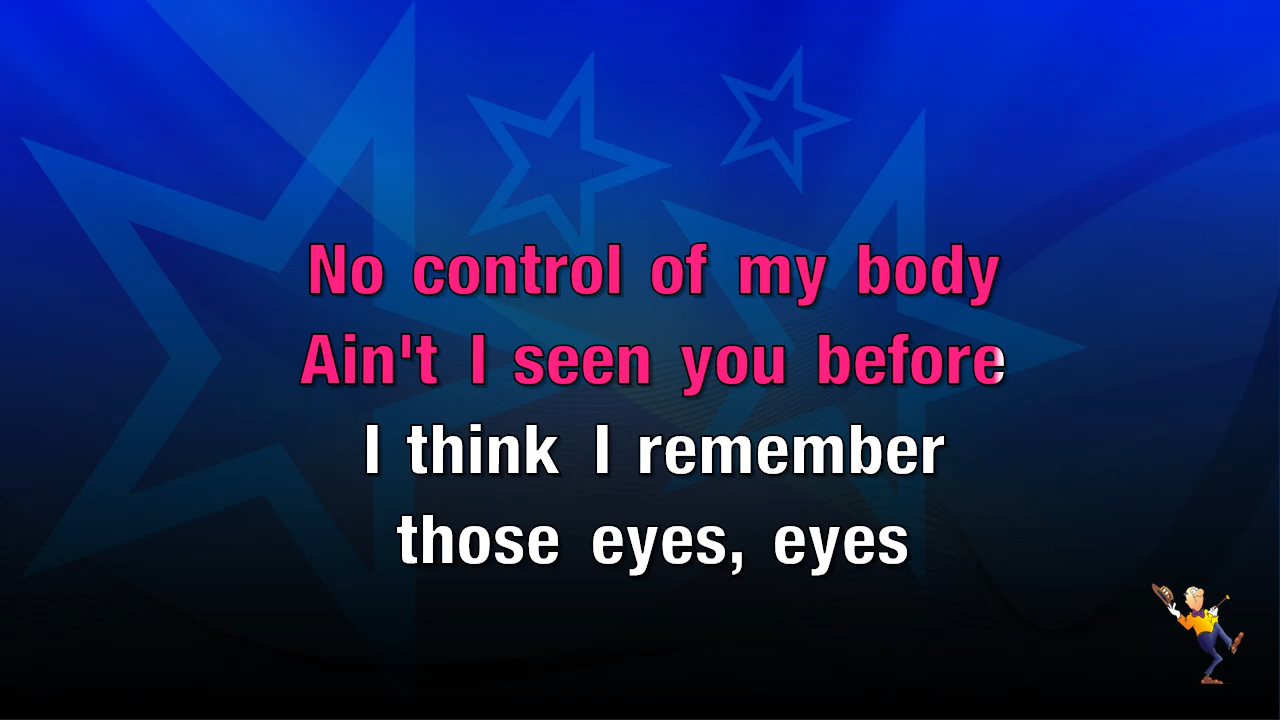 No control of my body
Ain't I seen you before
I think I remember
those eyes, eyes